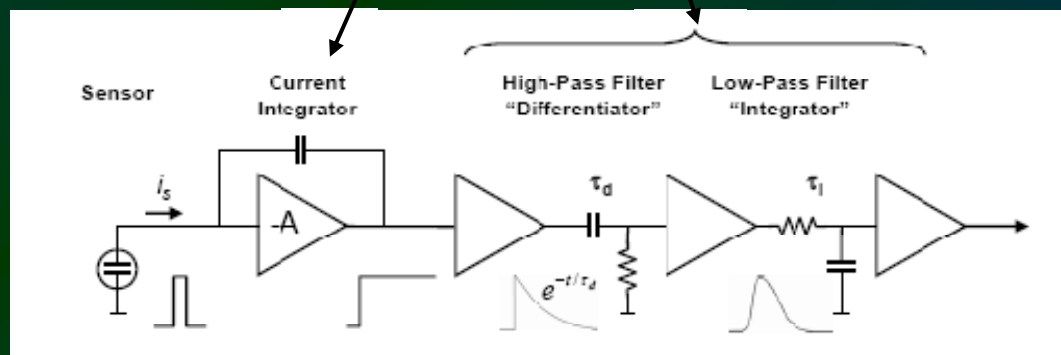 Sensor
Current
Integrator
High-Pass Filter
“Differentiator”
Low-Pass Filter
“Integrator”
i_s
-A
τ_d
τ_i
e^{-t/τ_d}